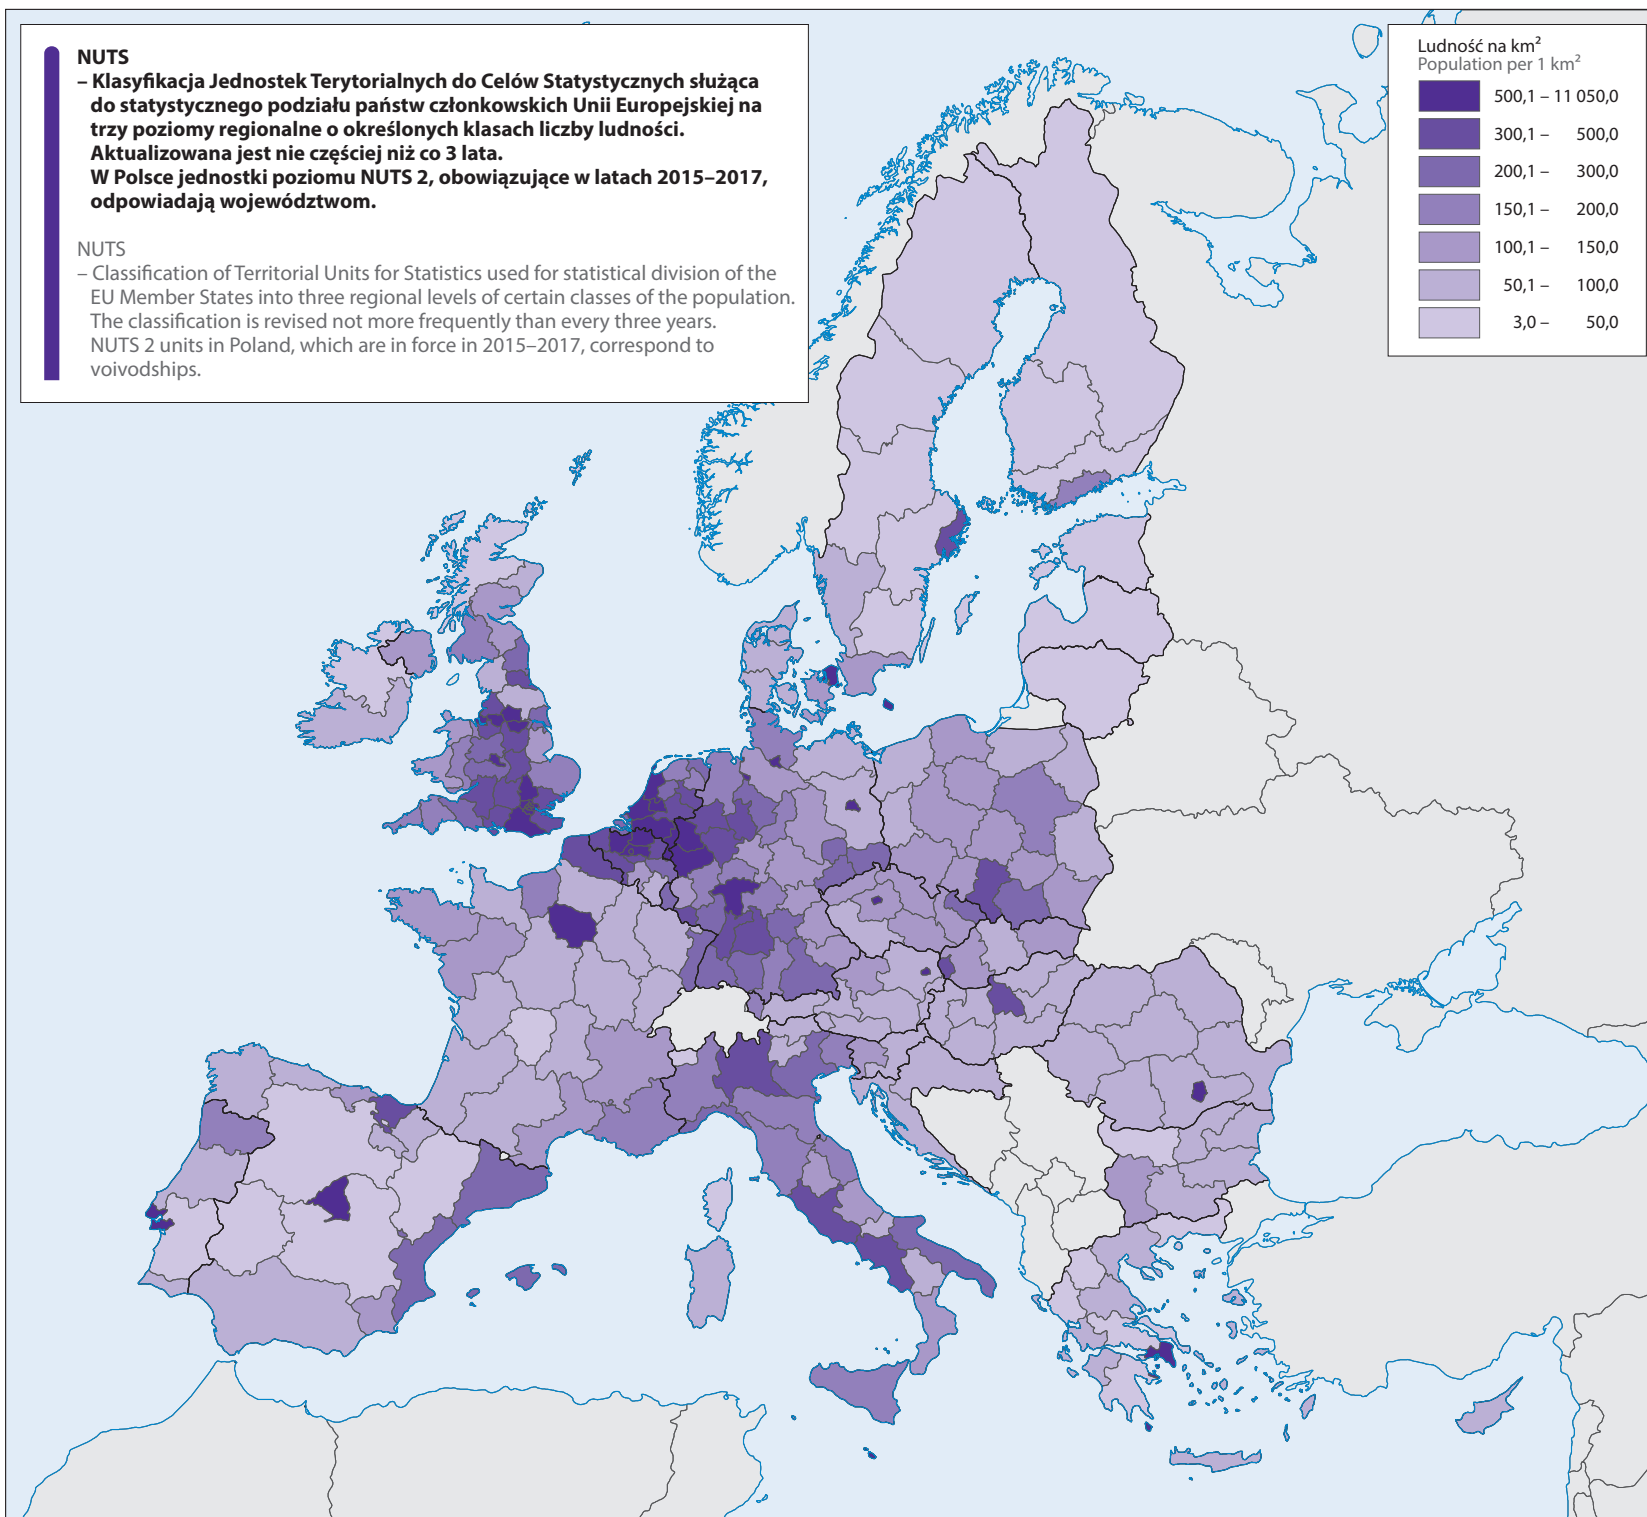 NUTS
– Klasyfikacja Jednostek Terytorialnych do Celów Statystycznych służąca
do statystycznego podziału państw członkowskich Unii Europejskiej na
trzy poziomy regionalne o określonych klasach liczby ludności.
Aktualizowana jest nie częściej niż co 3 lata.
W Polsce jednostki poziomu NUTS 2, obowiązujące w latach 2015–2017,
odpowiadają województwom.
NUTS
– Classification of Territorial Units for Statistics used for statistical division of the
EU Member States into three regional levels of certain classes of the population.
The classification is revised not more frequently than every three years.
NUTS 2 units in Poland, which are in force in 2015–2017, correspond to
voivodships.
Ludność na km²
Population per 1 km²
500,1 – 11 050,0
300,1 – 500,0
200,1 – 300,0
150,1 – 200,0
100,1 – 150,0
50,1 – 100,0
3,0 – 50,0